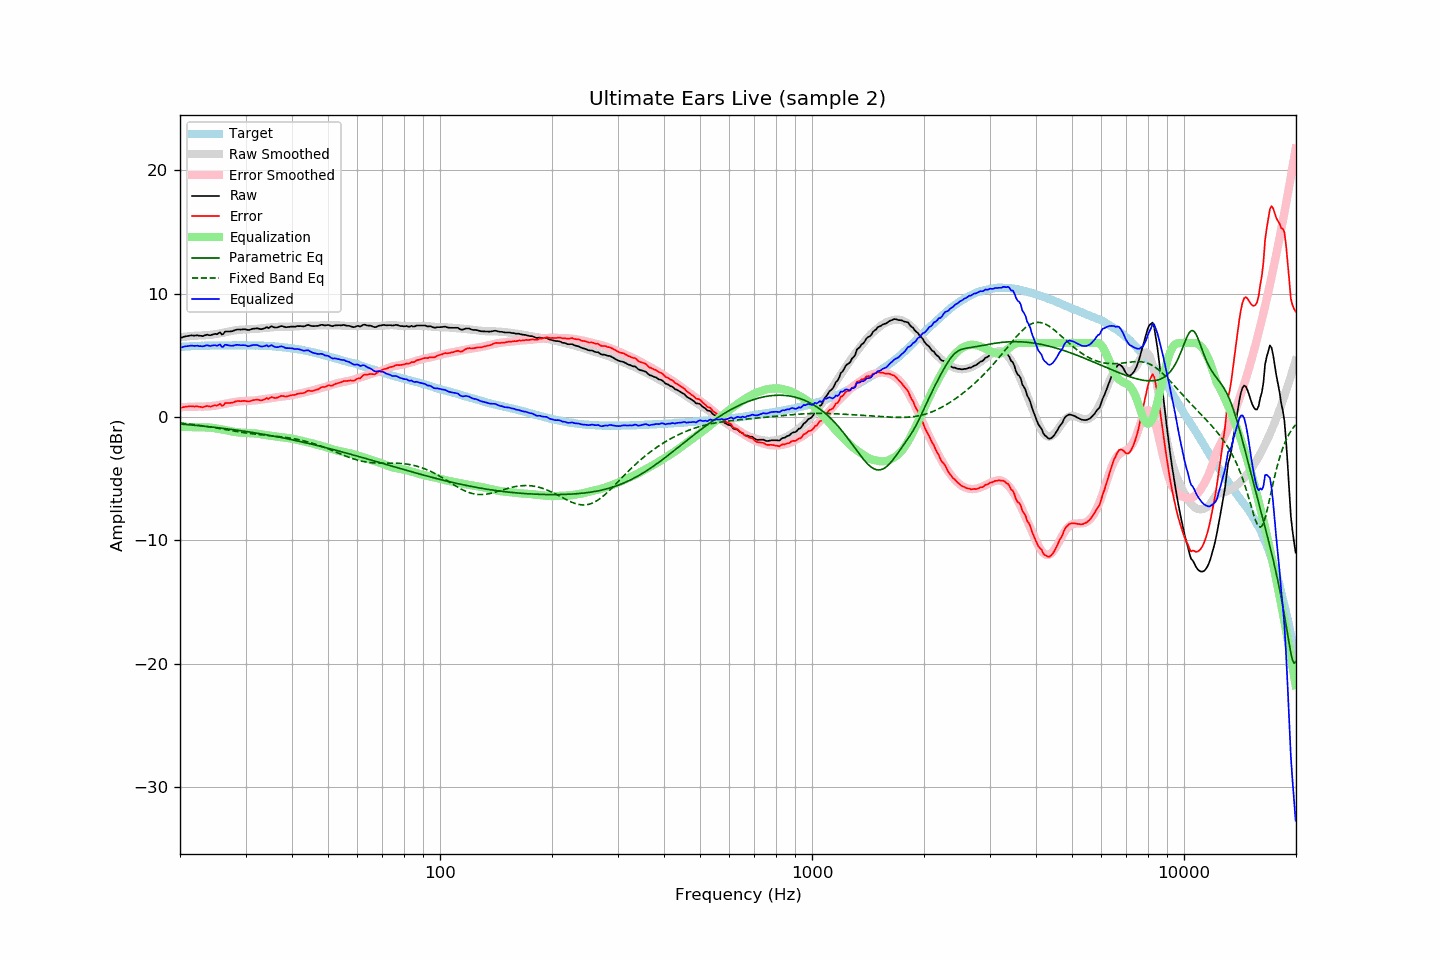 Ultimate Ears Live (sample 2)
Target
Raw Smoothed
Error Smoothed
Raw
Error
Equalization
Parametric Eq
Fixed Band Eq
Equalized
20
10
0
−10
−20
−30
Amplitude (dBr)
100
1000
10000
Frequency (Hz)